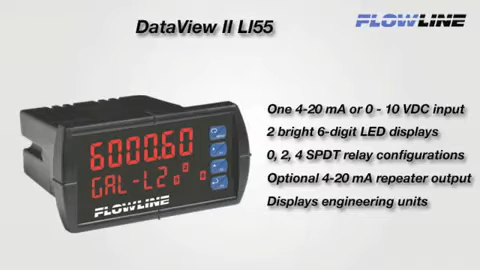 DataView II LI55
FLOWLINE
One 4-20 mA or 0 - 10 VDC input
2 bright 6-digit LED displays
0, 2, 4 SPDT relay configurations
Optional 4-20 mA repeater output
Displays engineering units
6000.60
GAL-L2
FLOWLINE